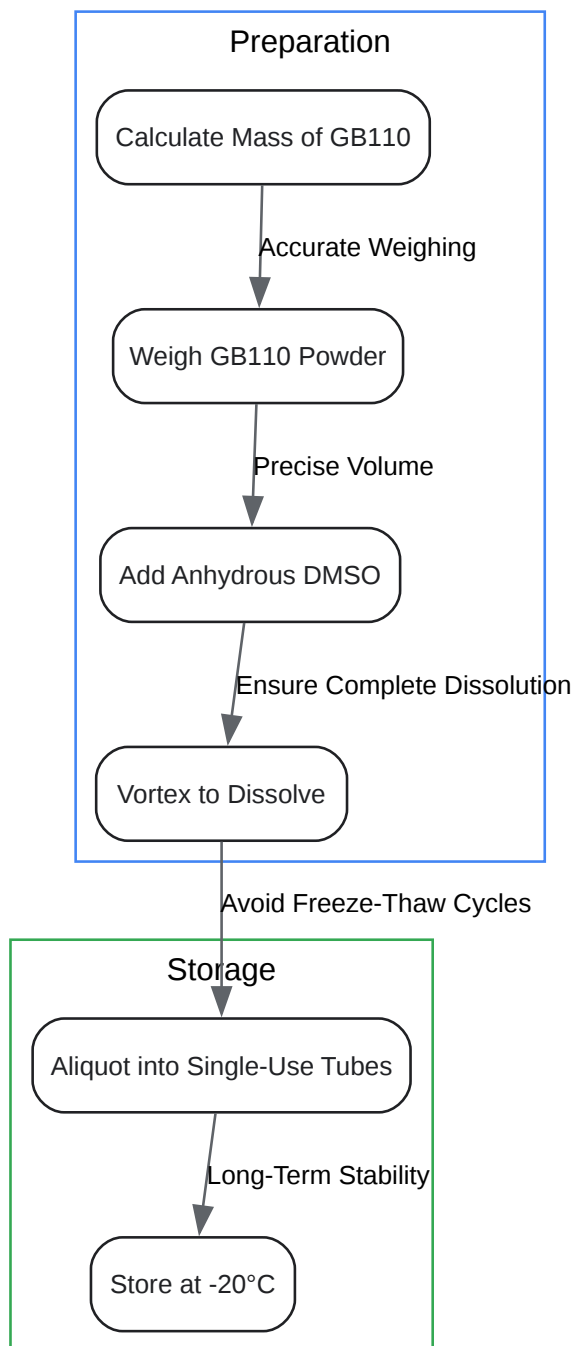 Preparation
Calculate Mass of GB110
Accurate Weighing
Weigh GB110 Powder
Precise Volume
Add Anhydrous DMSO
Ensure Complete Dissolution
Vortex to Dissolve
Avoid Freeze-Thaw Cycles
Storage
Aliquot into Single-Use Tubes
Long-Term Stability
Store at -20°C